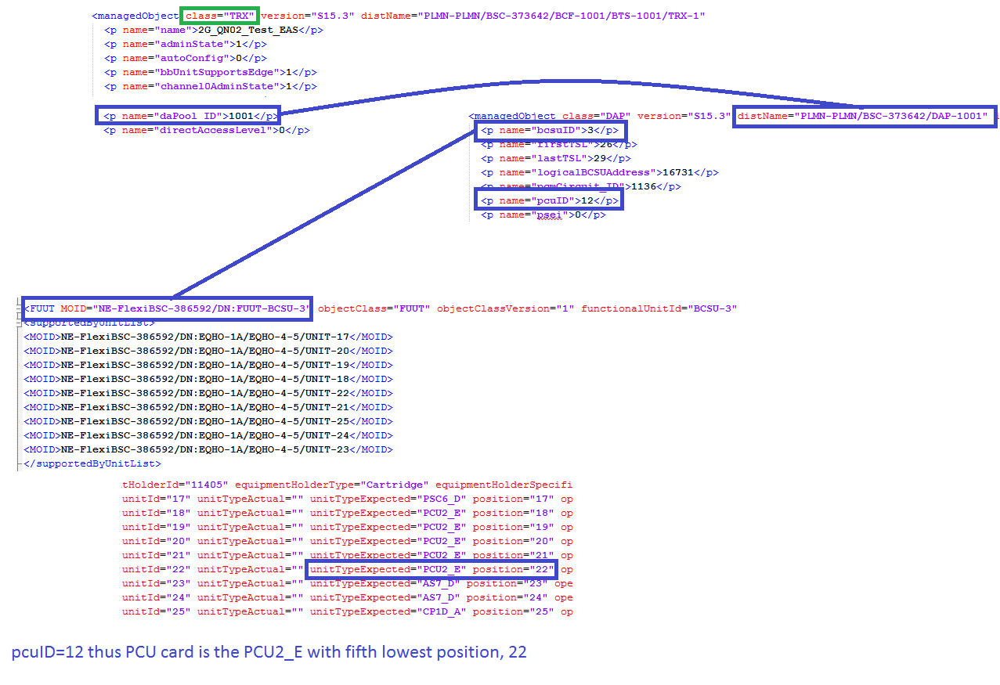 <managedObject class="TRX" version="S15.3" distName="PLMN-PLMN/BSC-373642/BCF-1001/BTS-1001/TRX-1"
<p name="name">2G_QN02_Test_EAS</p>
<p name="adminState">1</p>
<p name="autoConfig">0</p>
<p name="bbUnitSupportsEdge">1</p>
<p name="channel0AdminState">1</p>
<p name="daPool_ID">1001</p>
<p name="directAccessLevel">0</p>
<managedObject class="DAP" version="S15.3" distName="PLMN-PLMN/BSC-373642/DAP-1001"
<p name="bcsuID">3</p>
<p name="firstTSL">26</p>
<p name="lastTSL">29</p>
<p name="logicalBCSUAddress">16731</p>
<p name="pcmCircuit_ID">1136</p>
<p name="pcuID">12</p>
<p name="psei">0</p>
<FUUT MOID="NE-FlexiBSC-386592/DN:FUUT-BCSU-3" objectClass="FUUT" objectClassVersion="1" functionalUnitId="BCSU-3"
<supportedByUnitList>
<MOID>NE-FlexiBSC-386592/DN:EQHO-1A/EQHO-4-5/UNIT-17</MOID>
<MOID>NE-FlexiBSC-386592/DN:EQHO-1A/EQHO-4-5/UNIT-20</MOID>
<MOID>NE-FlexiBSC-386592/DN:EQHO-1A/EQHO-4-5/UNIT-19</MOID>
<MOID>NE-FlexiBSC-386592/DN:EQHO-1A/EQHO-4-5/UNIT-18</MOID>
<MOID>NE-FlexiBSC-386592/DN:EQHO-1A/EQHO-4-5/UNIT-22</MOID>
<MOID>NE-FlexiBSC-386592/DN:EQHO-1A/EQHO-4-5/UNIT-21</MOID>
<MOID>NE-FlexiBSC-386592/DN:EQHO-1A/EQHO-4-5/UNIT-25</MOID>
<MOID>NE-FlexiBSC-386592/DN:EQHO-1A/EQHO-4-5/UNIT-24</MOID>
<MOID>NE-FlexiBSC-386592/DN:EQHO-1A/EQHO-4-5/UNIT-23</MOID>
</supportedByUnitList>
tHolderId="11405" equipmentHolderType="Cartridge" equipmentHolderSpecifi
unitId="17" unitTypeActual="" unitTypeExpected="PSC6_D" position="17" op
unitId="18" unitTypeActual="" unitTypeExpected="PCU2_E" position="18" op
unitId="19" unitTypeActual="" unitTypeExpected="PCU2_E" position="19" op
unitId="20" unitTypeActual="" unitTypeExpected="PCU2_E" position="20" op
unitId="21" unitTypeActual="" unitTypeExpected="PCU2_E" position="21" op
unitId="22" unitTypeActual="" unitTypeExpected="PCU2_E" position="22" op
unitId="23" unitTypeActual="" unitTypeExpected="AS7_D" position="23" ope
unitId="24" unitTypeActual="" unitTypeExpected="AS7_D" position="24" ope
unitId="25" unitTypeActual="" unitTypeExpected="CP1D_A" position="25" op
pcuID=12 thus PCU card is the PCU2_E with fifth lowest position, 22